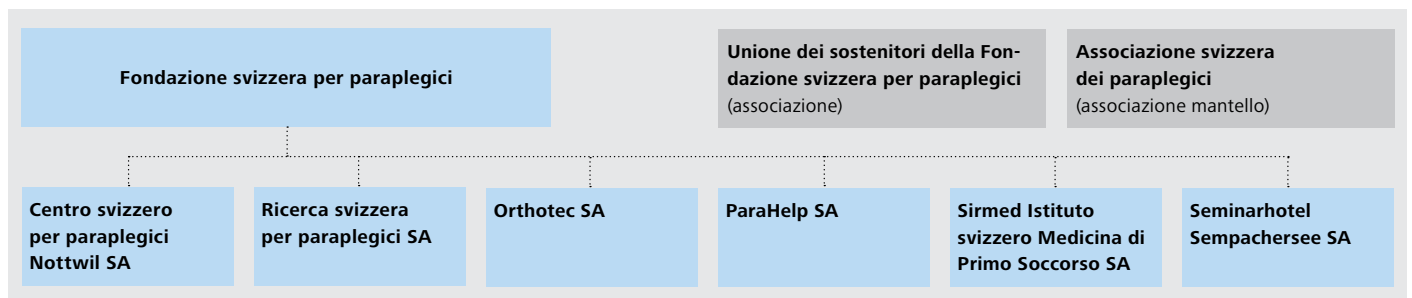 Fondazione svizzera per paraplegici
Unione dei sostenitori della Fon-
dazione svizzera per paraplegici
(associazione)
Associazione svizzera
dei paraplegici
(associazione mantello)
Centro svizzero
per paraplegici
Nottwil SA
Ricerca svizzera
per paraplegici SA
Orthotec SA
ParaHelp SA
Sirmed Istituto
svizzero Medicina di
Primo Soccorso SA
Seminarhotel
Sempachersee SA